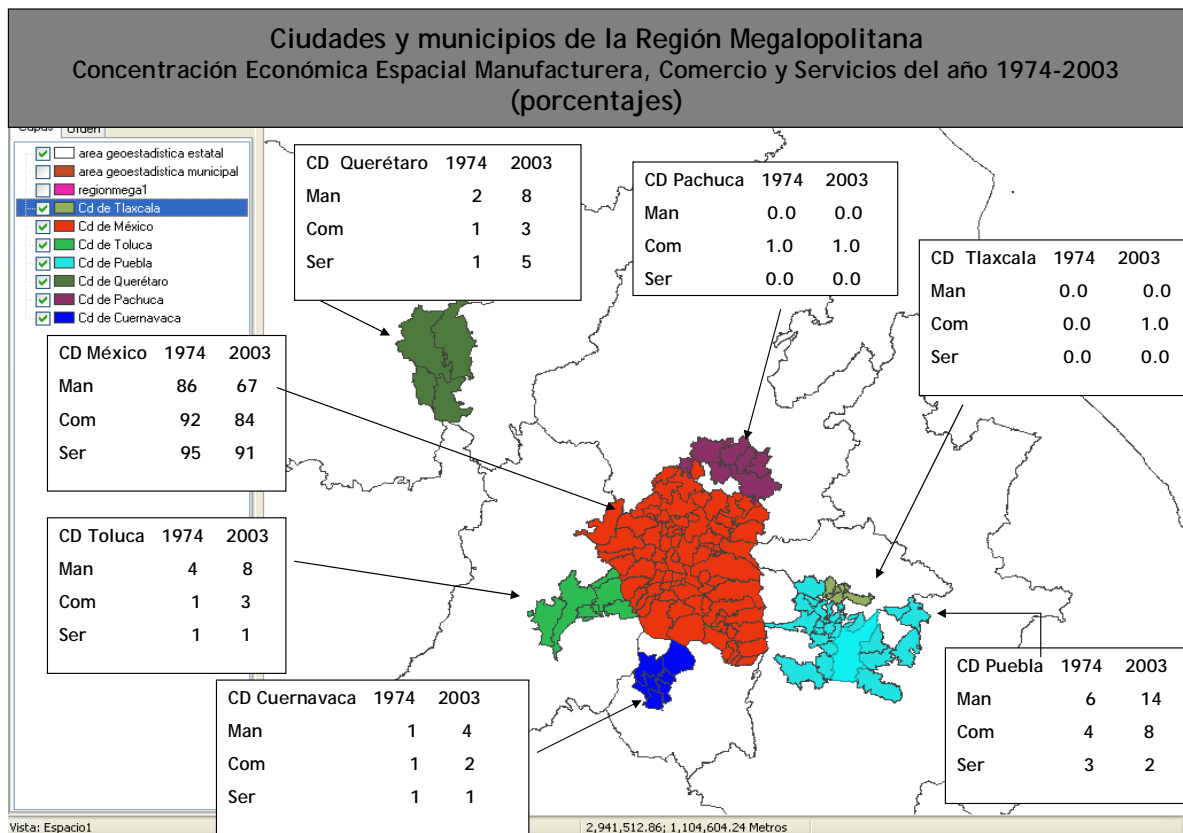 Ciudades y municipios de la Región Megalopolitana
Concentración Económica Espacial Manufacturera, Comercio y Servicios del año 1974-2003
(porcentajes)
Capas Orden
area geoestadistica estatal
area geoestadistica municipal
regionmega1
Cd de Tlaxcala
Cd de México
Cd de Toluca
Cd de Puebla
Cd de Querétaro
Cd de Pachuca
Cd de Cuernavaca
CD Querétaro 1974 2003
Man 2 8
Com 1 3
Ser 1 5
CD Pachuca 1974 2003
Man 0.0 0.0
Com 1.0 1.0
Ser 0.0 0.0
CD Tlaxcala 1974 2003
Man 0.0 0.0
Com 0.0 1.0
Ser 0.0 0.0
CD México 1974 2003
Man 86 67
Com 92 84
Ser 95 91
CD Toluca 1974 2003
Man 4 8
Com 1 3
Ser 1 1
CD Cuernavaca 1974 2003
Man 1 4
Com 1 2
Ser 1 1
CD Puebla 1974 2003
Man 6 14
Com 4 8
Ser 3 2
Vista: Espacio1 2,941,512.86; 1,104,604.24 Metros